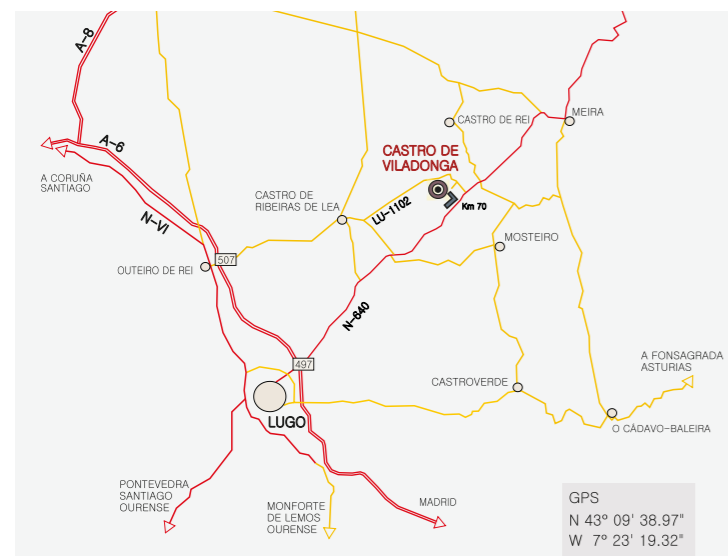 A-8
A-6
A CORUÑA
SANTIAGO
N-VI
CASTRO DE REI
MEIRA
CASTRO DE
VILADONGA
CASTRO DE
RIBEIRAS DE LEA
LU-1102
Km 70
MOSTEIRO
507
OUTEIRO DE REI
N-640
497
A FONSAGRADA
ASTURIAS
CASTROVERDE
LUGO
O CÁDAVO-BALEIRA
PONTEVEDRA
SANTIAGO
OURENSE
MONFORTE
DE LEMOS
OURENSE
MADRID
GPS
N 43º 09' 38.97"
W 7º 23' 19.32"